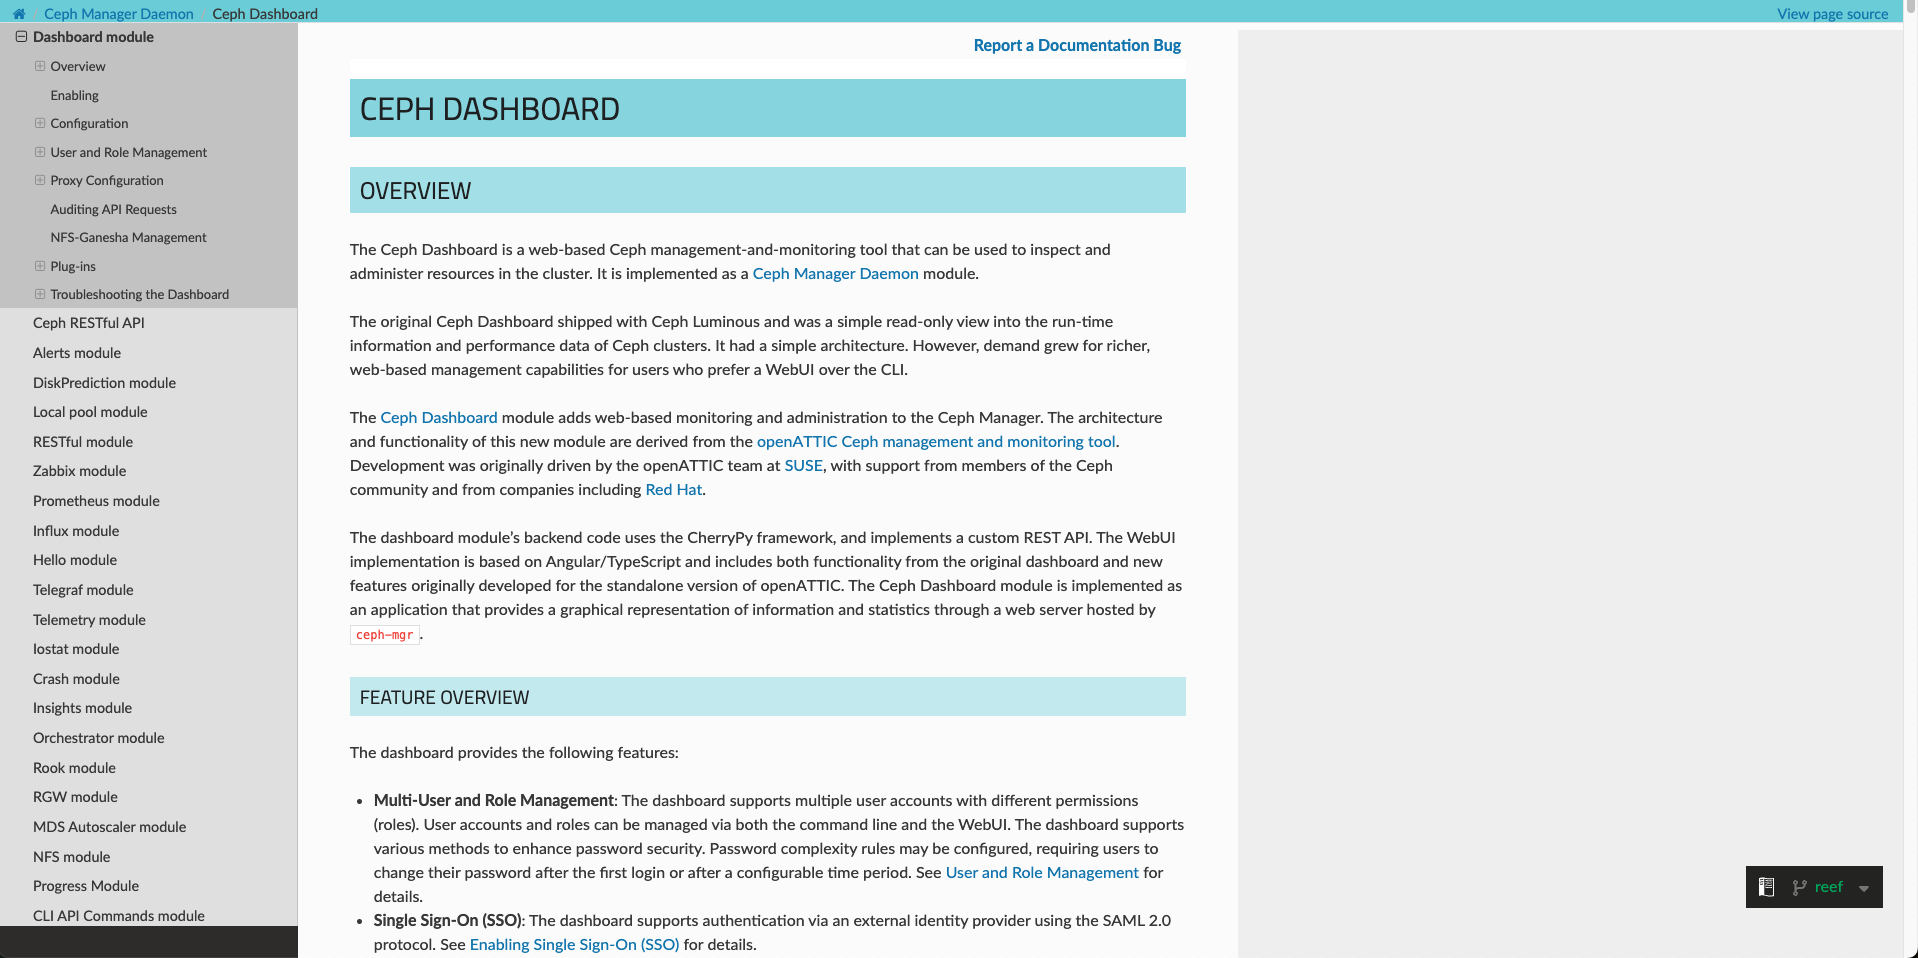 Ceph Manager Daemon Ceph Dashboard View page source
Dashboard module
Overview
Enabling
Configuration
User and Role Management
Proxy Configuration
Auditing API Requests
NFS-Ganesha Management
Plug-ins
Troubleshooting the Dashboard
Ceph RESTful API
Alerts module
DiskPrediction module
Local pool module
RESTful module
Zabbix module
Prometheus module
Influx module
Hello module
Telegraf module
Telemetry module
Iostat module
Crash module
Insights module
Orchestrator module
Rook module
RGW module
MDS Autoscaler module
NFS module
Progress Module
CLI API Commands module
Report a Documentation Bug
CEPH DASHBOARD
OVERVIEW
The Ceph Dashboard is a web-based Ceph management-and-monitoring tool that can be used to inspect and
administer resources in the cluster. It is implemented as a Ceph Manager Daemon module.
The original Ceph Dashboard shipped with Ceph Luminous and was a simple read-only view into the run-time
information and performance data of Ceph clusters. It had a simple architecture. However, demand grew for richer,
web-based management capabilities for users who prefer a WebUI over the CLI.
The Ceph Dashboard module adds web-based monitoring and administration to the Ceph Manager. The architecture
and functionality of this new module are derived from the openATTIC Ceph management and monitoring tool.
Development was originally driven by the openATTIC team at SUSE, with support from members of the Ceph
community and from companies including Red Hat.
The dashboard module’s backend code uses the CherryPy framework, and implements a custom REST API. The WebUI
implementation is based on Angular/TypeScript and includes both functionality from the original dashboard and new
features originally developed for the standalone version of openATTIC. The Ceph Dashboard module is implemented as
an application that provides a graphical representation of information and statistics through a web server hosted by
ceph-mgr.
FEATURE OVERVIEW
The dashboard provides the following features:
• Multi-User and Role Management: The dashboard supports multiple user accounts with different permissions
(roles). User accounts and roles can be managed via both the command line and the WebUI. The dashboard supports
various methods to enhance password security. Password complexity rules may be configured, requiring users to
change their password after the first login or after a configurable time period. See User and Role Management for
details.
• Single Sign-On (SSO): The dashboard supports authentication via an external identity provider using the SAML 2.0
protocol. See Enabling Single Sign-On (SSO) for details.
reef